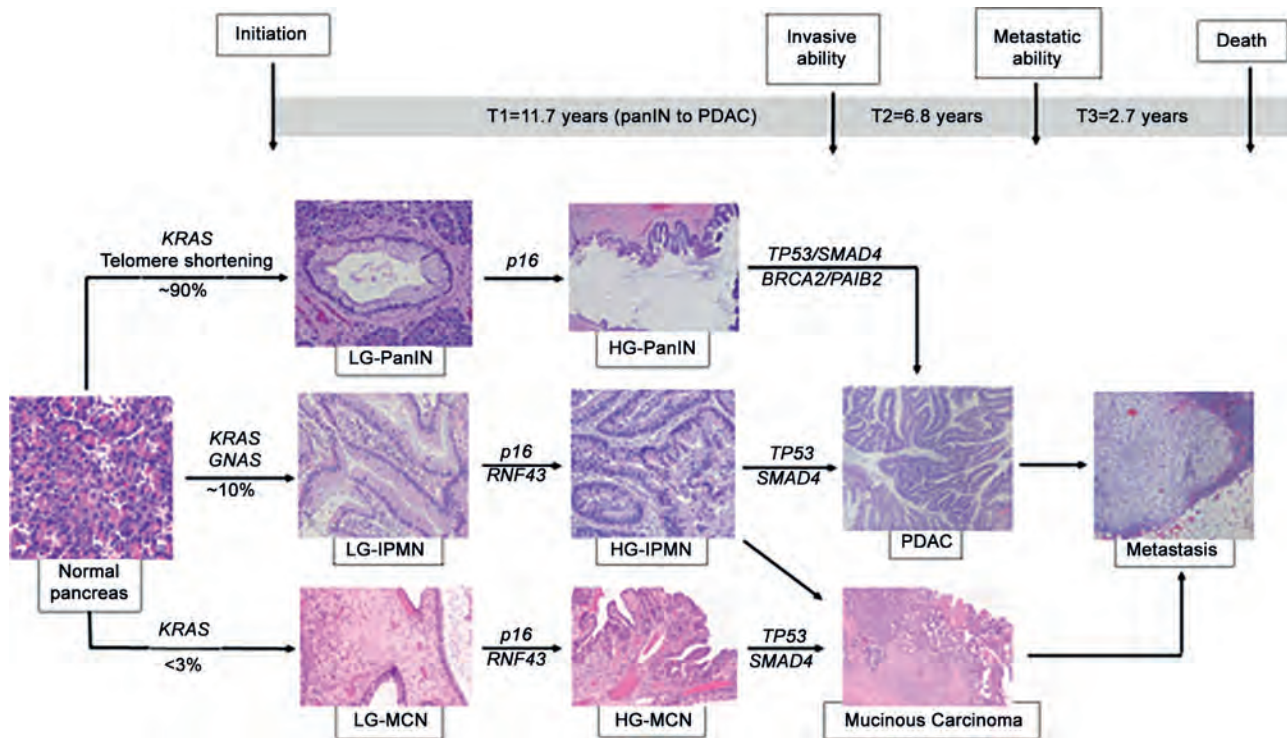 Initiation
Invasive
ability
Metastatic
ability
Death
T1=11.7 years (panIN to PDAC)
T2=6.8 years
T3=2.7 years
KRAS
Telomere shortening
~90%
p16
TP53/SMAD4
BRCA2/PAIB2
LG-PanIN
HG-PanIN
KRAS
GNAS
~10%
p16
RNF43
TP53
SMAD4
Normal
pancreas
LG-IPMN
HG-IPMN
PDAC
Metastasis
KRAS
<3%
p16
RNF43
TP53
SMAD4
LG-MCN
HG-MCN
Mucinous Carcinoma